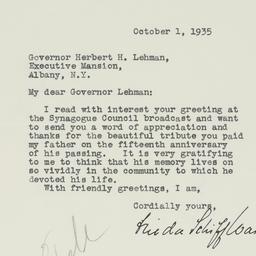 October 1, 1935
Governor Herbert H. Lehman,
Executive Mansion,
Albany, N.Y.
My dear Governor Lehman:
I read with interest your greeting at
the Synagogue Council broadcast and want to
send you a word of appreciation and
thanks for the beautiful tribute you paid
my father on the fifteenth anniversary
of his passing. It is very gratifying
to me to think that his memory lives on
so vividly in the community to which he
devoted his life.
With friendly greetings, I am,
Cordially yours,
Frieda Schiff